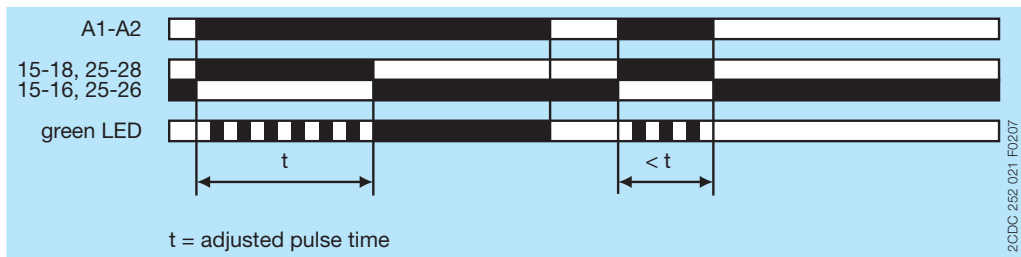 A1-A2
15-18, 25-28
15-16, 25-26
green LED
t
< t
t = adjusted pulse time
2CDC 252 021 F0207